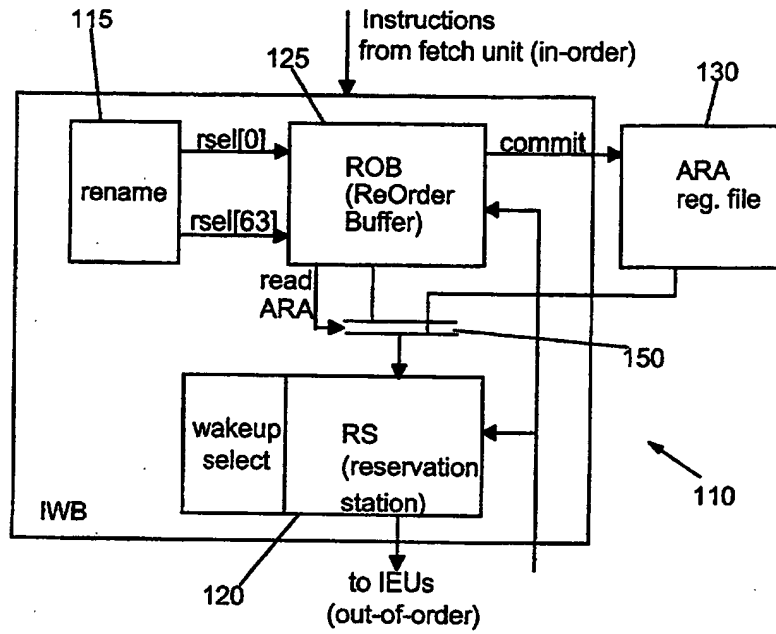 115
Instructions
from fetch unit (in-order)
125
130
rename
rsel[0]
rsel[63]
ROB
(ReOrder
Buffer)
commit
ARA
reg. file
read
ARA
150
wakeup
select
RS
(reservation
station)
IWB
110
120
to IEUs
(out-of-order)